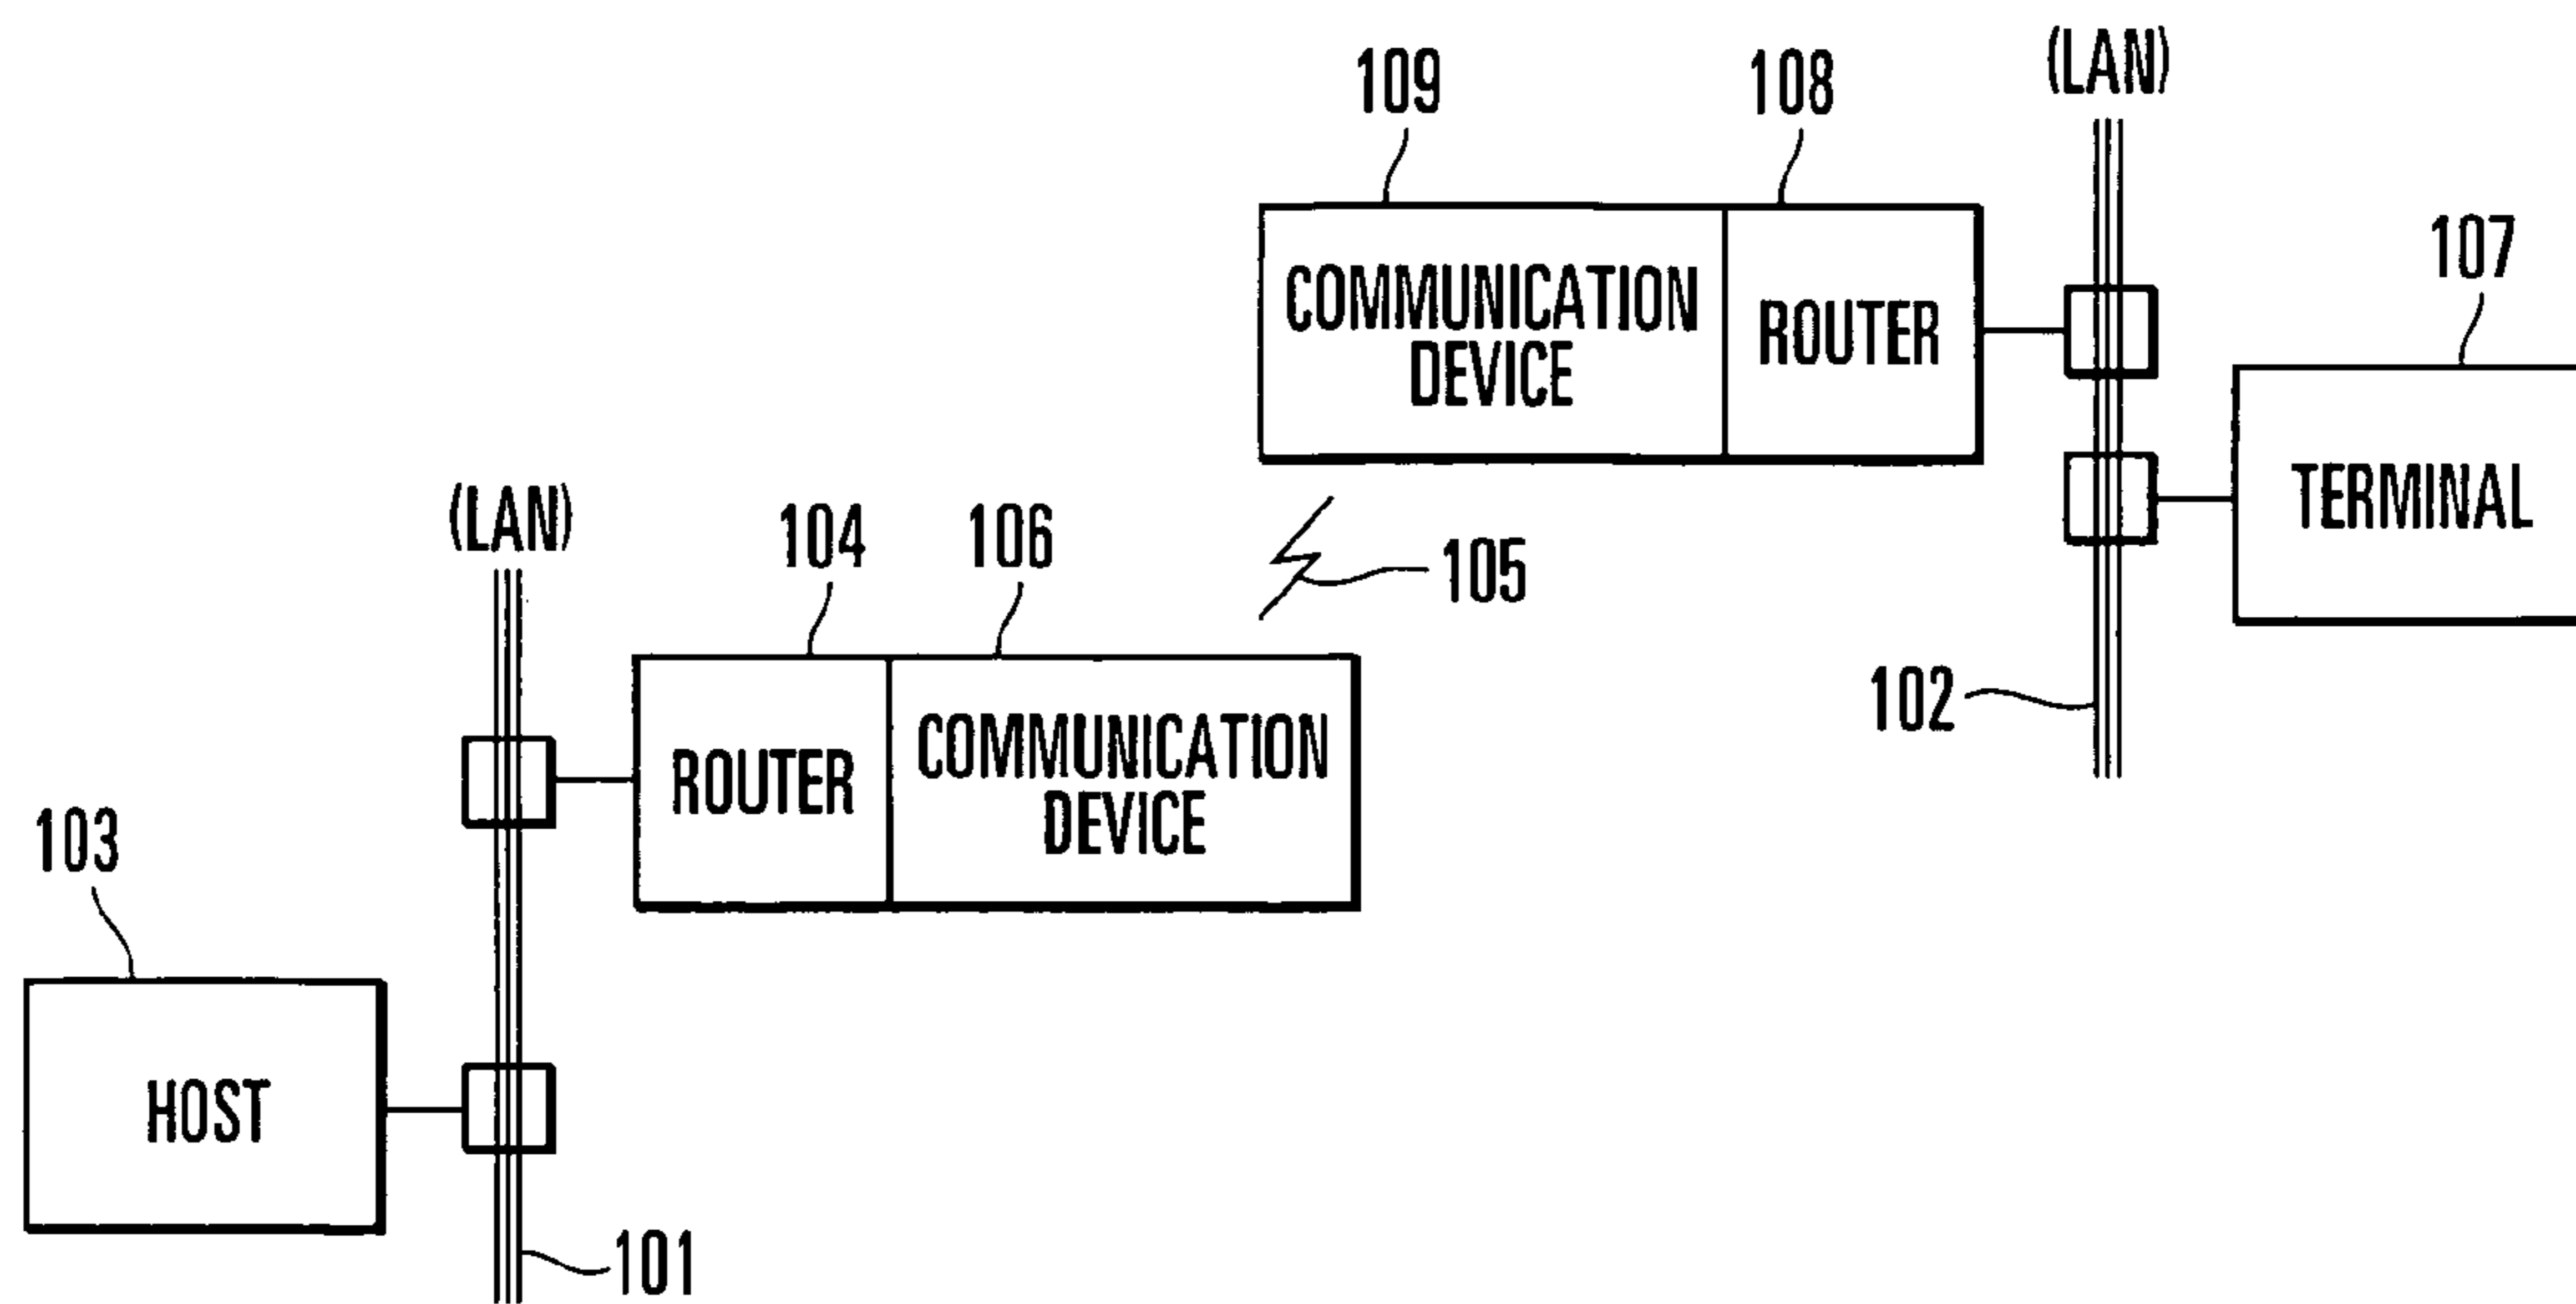 (LAN)
109
108
107
COMMUNICATION
DEVICE
ROUTER
TERMINAL
(LAN)
104
106
105
102
ROUTER
COMMUNICATION
DEVICE
103
HOST
101